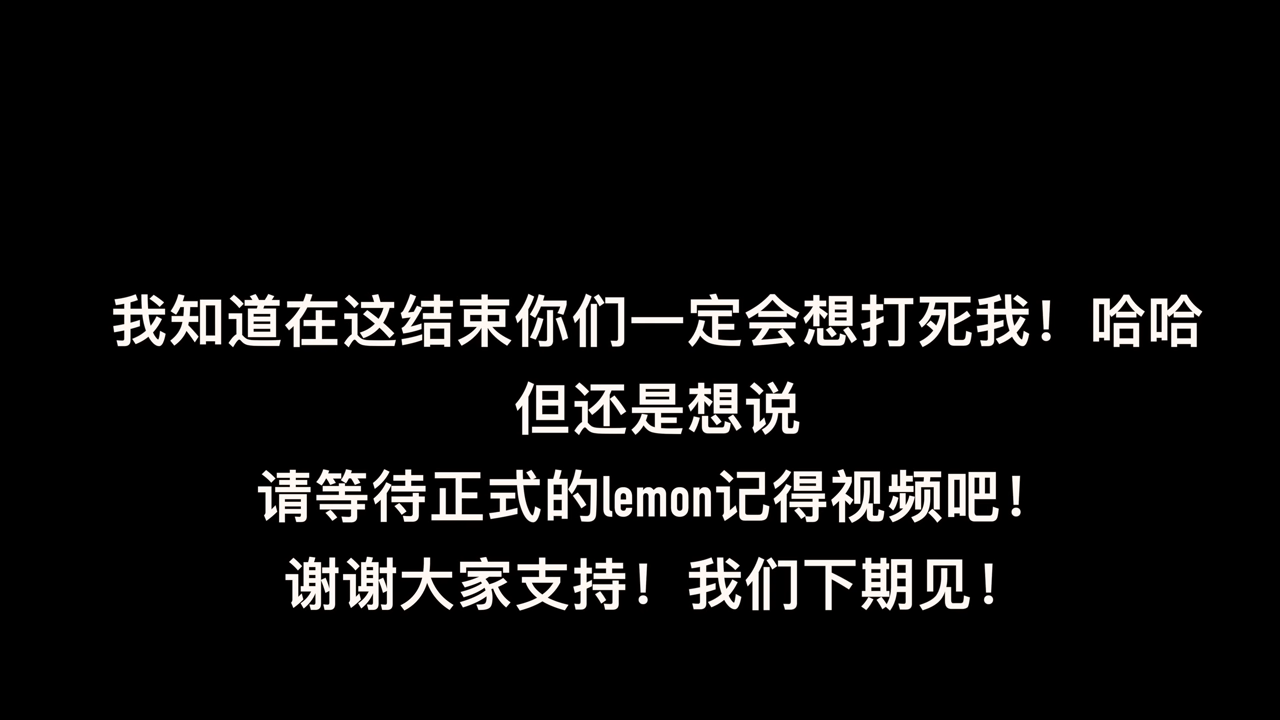 我知道在这结束你们一定会想打死我！哈哈
但还是想说
请等待正式的lemon记得视频吧！
谢谢大家支持！我们下期见！